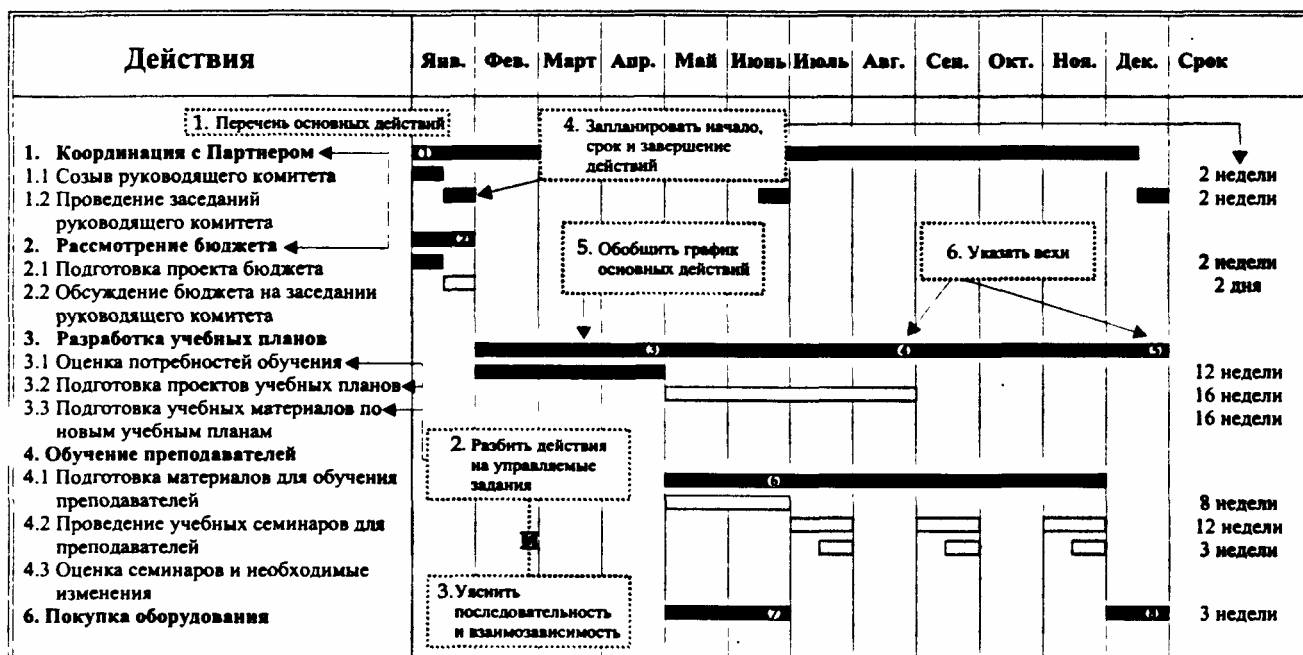 Действия Янв. Фев. Март Апр. Май Июнь Июль Авг. Сен. Окт. Ноя. Дек. Срок
1. Перечень основных действий
4. Запланировать начало,
срок и завершение
действий
1. Координация с Партнером (1)
1.1 Созыв руководящего комитета 2 недели
1.2 Проведение заседаний 2 недели
руководящего комитета
2. Рассмотрение бюджета (2)
5. Обобщить график
основных действий
6. Указать вехи
2.1 Подготовка проекта бюджета 2 недели
2.2 Обсуждение бюджета на заседании 2 дня
руководящего комитета
3. Разработка учебных планов (3) (4) (5)
3.1 Оценка потребностей обучения 12 недели
3.2 Подготовка проектов учебных планов 16 недели
3.3 Подготовка учебных материалов по 16 недели
новым учебным планам
2. Разбить действия
на управляемые
задания
4. Обучение преподавателей
4.1 Подготовка материалов для обучения (6)
преподавателей 8 недели
4.2 Проведение учебных семинаров для 12 недели
преподавателей 3 недели
4.3 Оценка семинаров и необходимые
изменения
3. Уяснить
последовательность
и взаимозависимость
6. Покупка оборудования (7) 3 недели